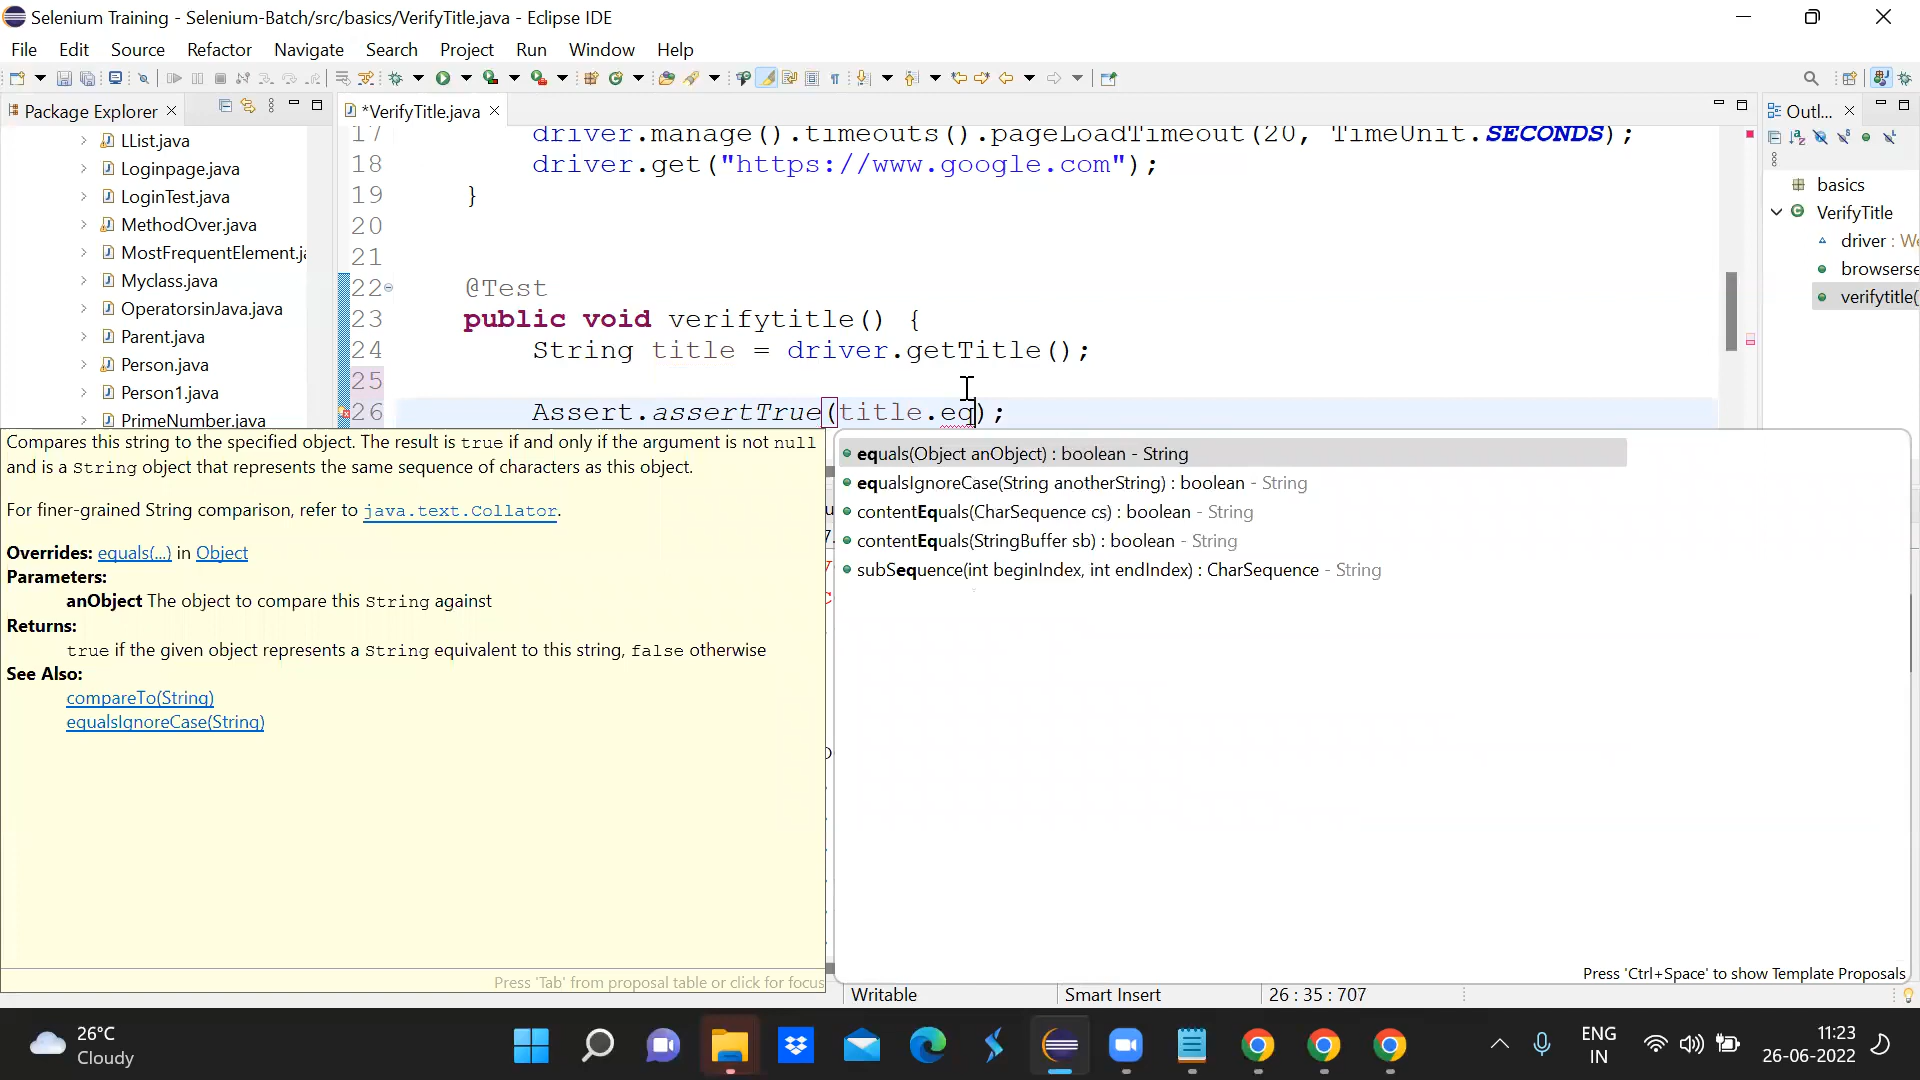 Selenium Training - Selenium-Batch/src/basics/VerifyTitle.java - Eclipse IDE
File Edit Source Refactor Navigate Search Project Run Window Help
Package Explorer
*VerifyTitle.java
Outl...
LList.java
Loginpage.java
LoginTest.java
MethodOver.java
MostFrequentElement.ja
Myclass.java
OperatorsinJava.java
Parent.java
Person.java
Person1.java
PrimeNumber.java
17 driver.manage().timeouts().pageLoadTimeout(20, TimeUnit.SECONDS);
18 driver.get("https://www.google.com");
19 }
20
21
22 @Test
23 public void verifytitle() {
24 String title = driver.getTitle();
25
26 Assert.assertTrue(title.eq);
basics
VerifyTitle
driver : We
browserse
verifytitle(
Compares this string to the specified object. The result is true if and only if the argument is not null
and is a String object that represents the same sequence of characters as this object.
For finer-grained String comparison, refer to java.text.Collator.
Overrides: equals(...) in Object
Parameters:
anObject The object to compare this String against
Returns:
true if the given object represents a String equivalent to this string, false otherwise
See Also:
compareTo(String)
equalsIgnoreCase(String)
Press 'Tab' from proposal table or click for focus
equals(Object anObject) : boolean - String
equalsIgnoreCase(String anotherString) : boolean - String
contentEquals(CharSequence cs) : boolean - String
contentEquals(StringBuffer sb) : boolean - String
subSequence(int beginIndex, int endIndex) : CharSequence - String
Press 'Ctrl+Space' to show Template Proposals
Writable
Smart Insert
26 : 35 : 707
26°C
Cloudy
ENG
IN
11:23
26-06-2022